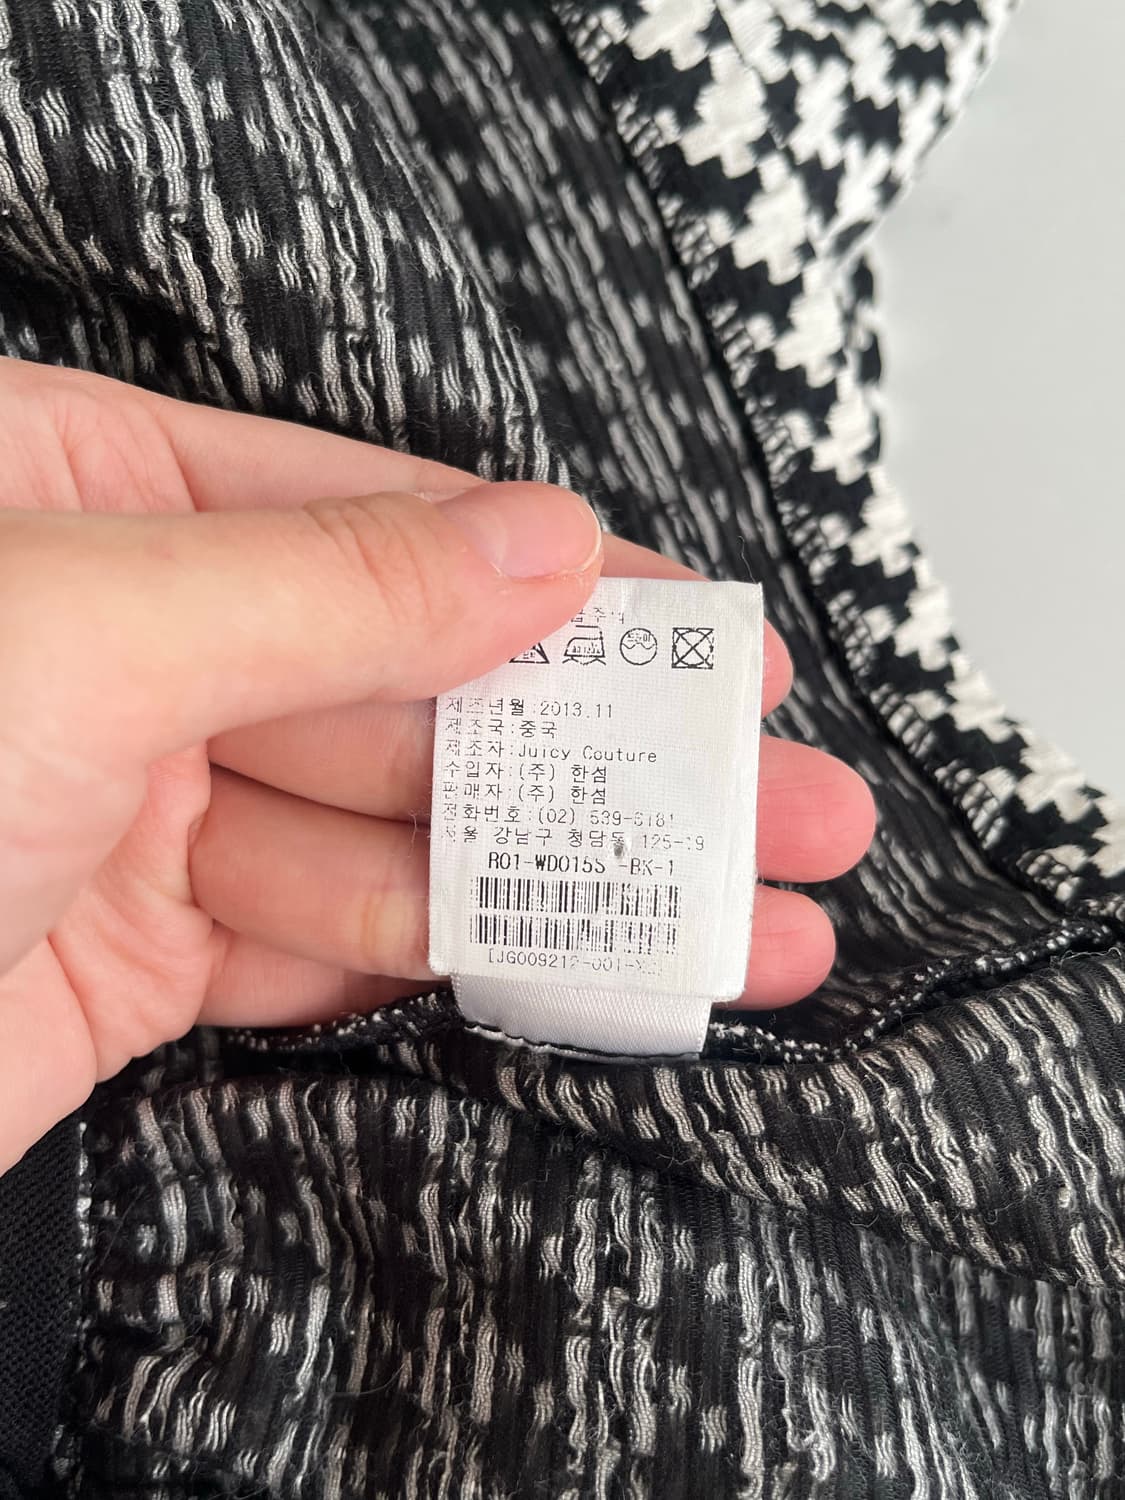 제조년월:2013.11
제조국:중국
제조자:Juicy Couture
수입자:(주) 한섬
판매자:(주) 한섬
전화번호:(02) 539-6181
서울 강남구 청담동 125-19
R01-WD015S -BK-1